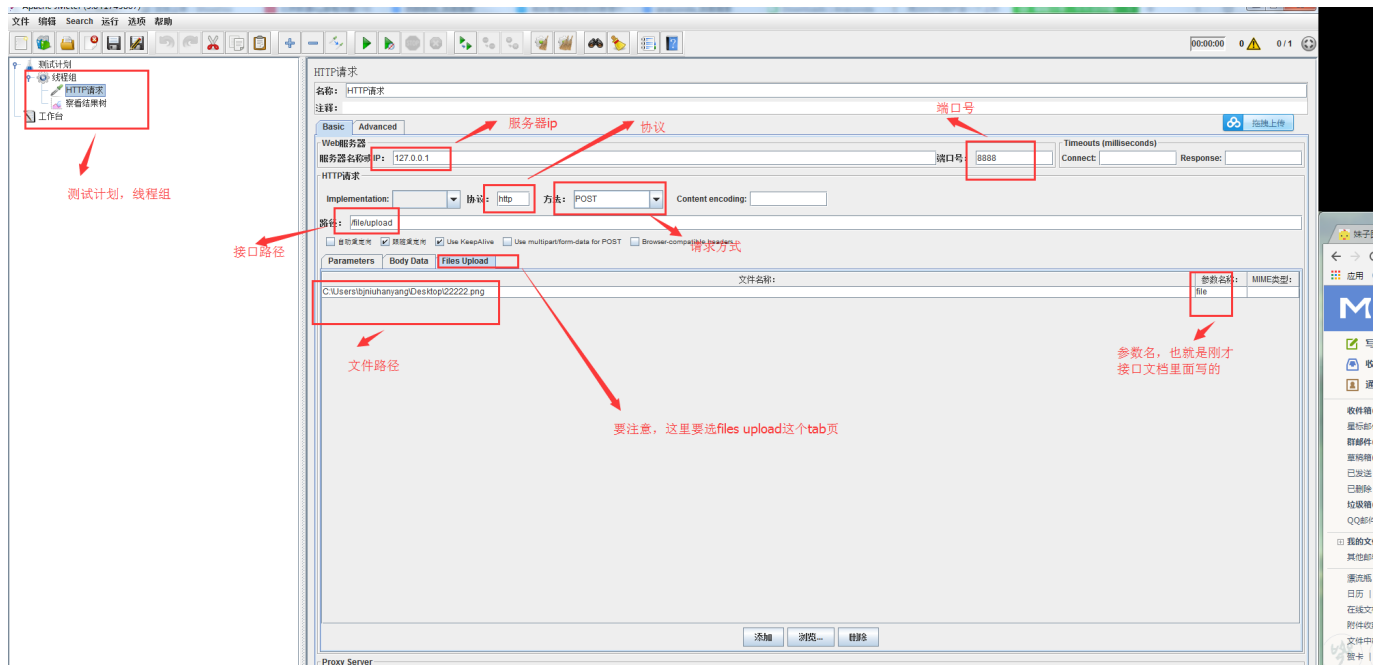 文件 编辑 Search 运行 选项 帮助
00:00:00 0 0 / 1
测试计划
线程组
HTTP请求
察看结果树
工作台
测试计划，线程组
HTTP请求
名称： HTTP请求
注释：
端口号
Basic Advanced
服务器ip
协议
拖拽上传
Web服务器
服务器名称或IP： 127.0.0.1
端口号： 8888
Timeouts (milliseconds)
Connect: Response:
HTTP请求
Implementation: 协议： http 方法： POST Content encoding:
路径： /file/upload
接口路径
自动重定向 跟随重定向 Use KeepAlive Use multipart/form-data for POST Browser-compatible headers
请求方式
Parameters Body Data Files Upload
文件名称： 参数名称： MIME类型:
C:\Users\bjniuhanyang\Desktop\22222.png file
文件路径
参数名，也就是刚才
接口文档里面写的
要注意，这里要选files upload这个tab页
添加 浏览... 删除
Proxy Server
妹子
应用
M
写
收
通
收件箱
星标邮
群邮件
草稿箱
已发送
已删除
垃圾箱
QQ邮件
我的文
其他邮
漂流瓶
日历 |
在线文
附件收
文件中
贺卡 |